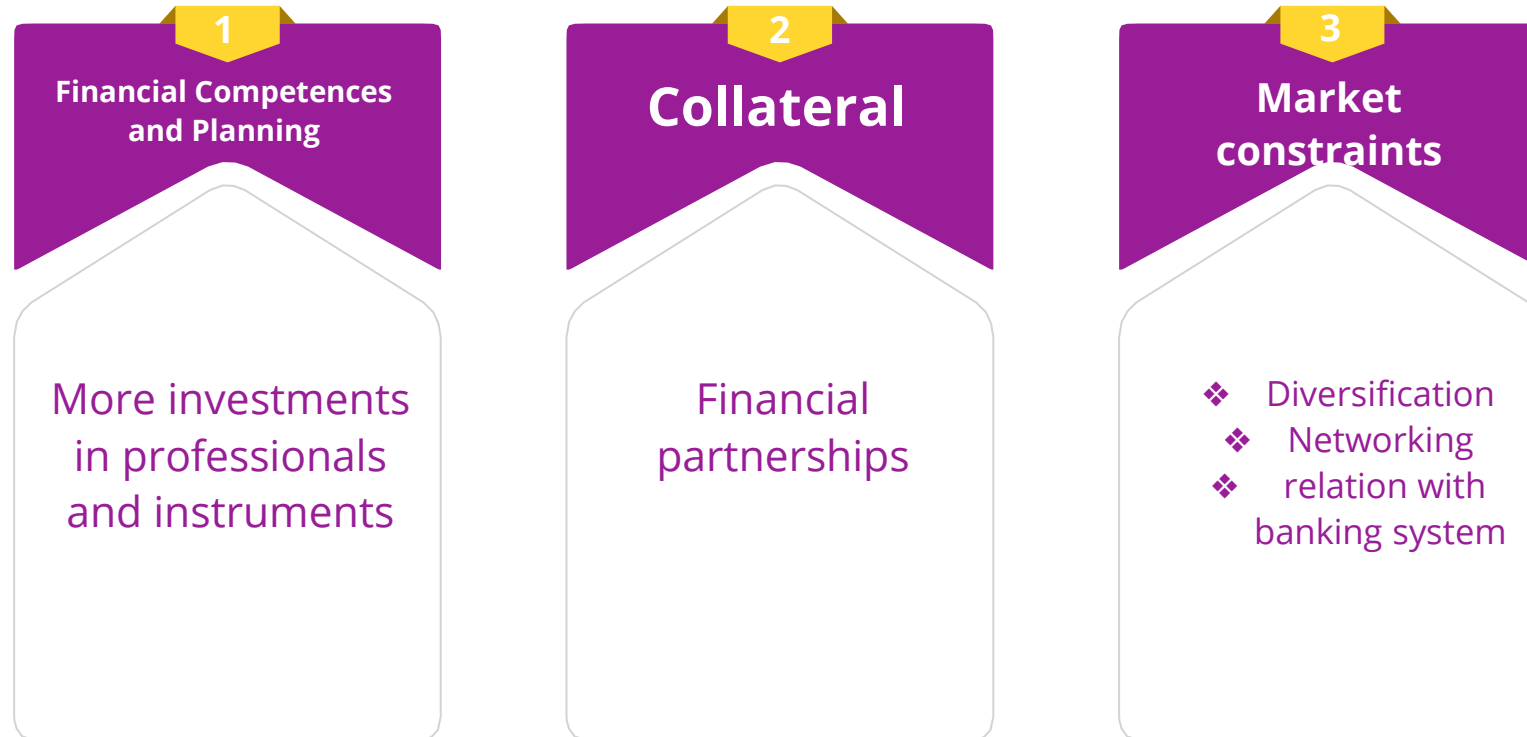 1
Financial Competences
and Planning
More investments
in professionals
and instruments
2
Collateral
Financial
partnerships
3
Market
constraints
❖ Diversification
❖ Networking
❖ relation with
banking system